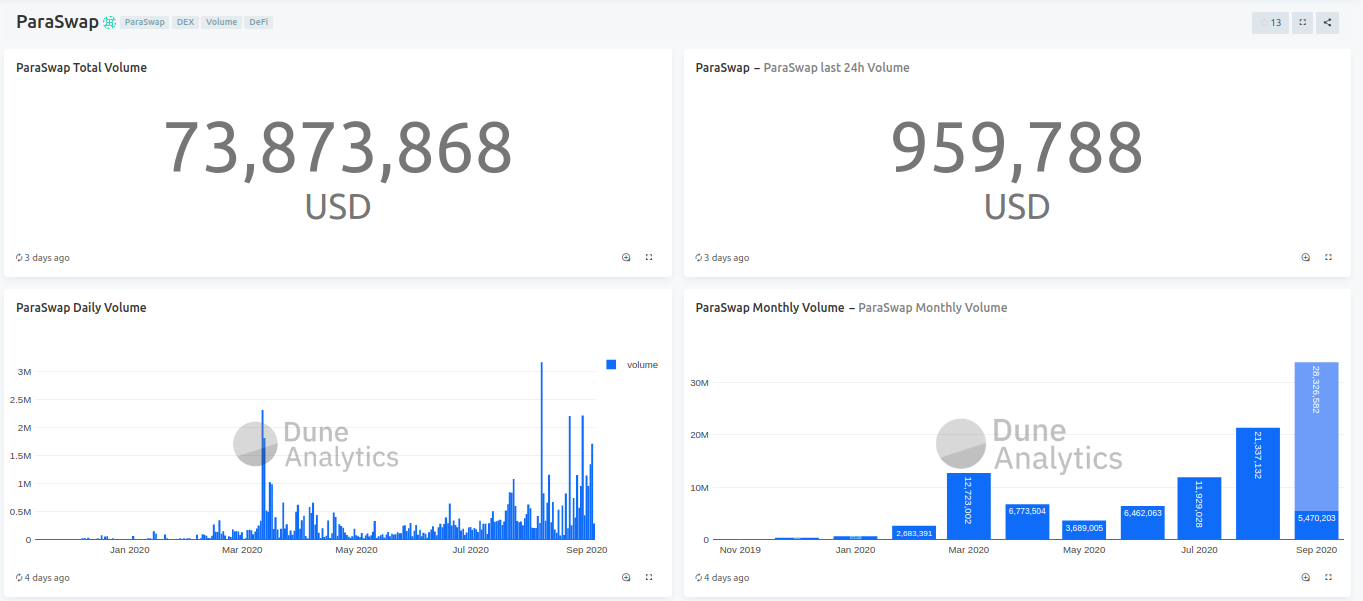 ParaSwap ParaSwap DEX Volume DeFi 13
ParaSwap Total Volume
73,873,868
USD
3 days ago
ParaSwap – ParaSwap last 24h Volume
959,788
USD
3 days ago
ParaSwap Daily Volume
volume
3M
2.5M
2M
1.5M
1M
0.5M
0
Dune
Analytics
Jan 2020 Mar 2020 May 2020 Jul 2020 Sep 2020
4 days ago
ParaSwap Monthly Volume – ParaSwap Monthly Volume
30M
20M
10M
0
Dune
Analytics
2,683,391
12,723,002
6,773,504
3,689,005
6,462,063
11,929,028
21,337,132
28,326,582
5,470,203
Nov 2019 Jan 2020 Mar 2020 May 2020 Jul 2020 Sep 2020
4 days ago